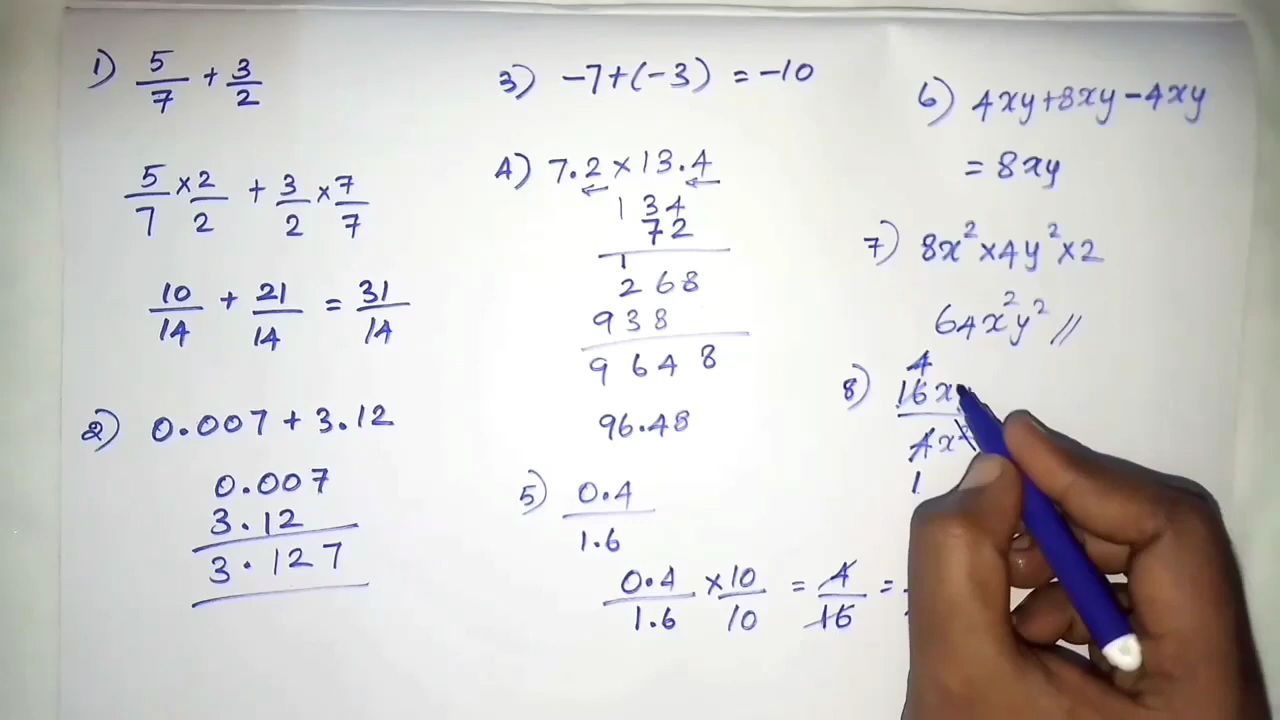 1) 5/7 + 3/2
5/7 × 2/2 + 3/2 × 7/7
10/14 + 21/14 = 31/14
2) 0.007 + 3.12
0.007
3.12
3.127
3) -7+(-3) = -10
4) 7.2 × 13.4
134
72
1
268
938
9648
96.48
5) 0.4/1.6
0.4/1.6 × 10/10 = 4/16 =
6) 4xy+8xy-4xy
= 8xy
7) 8x² × 4y² × 2
64x²y² //
4
8) 16x
4x
1